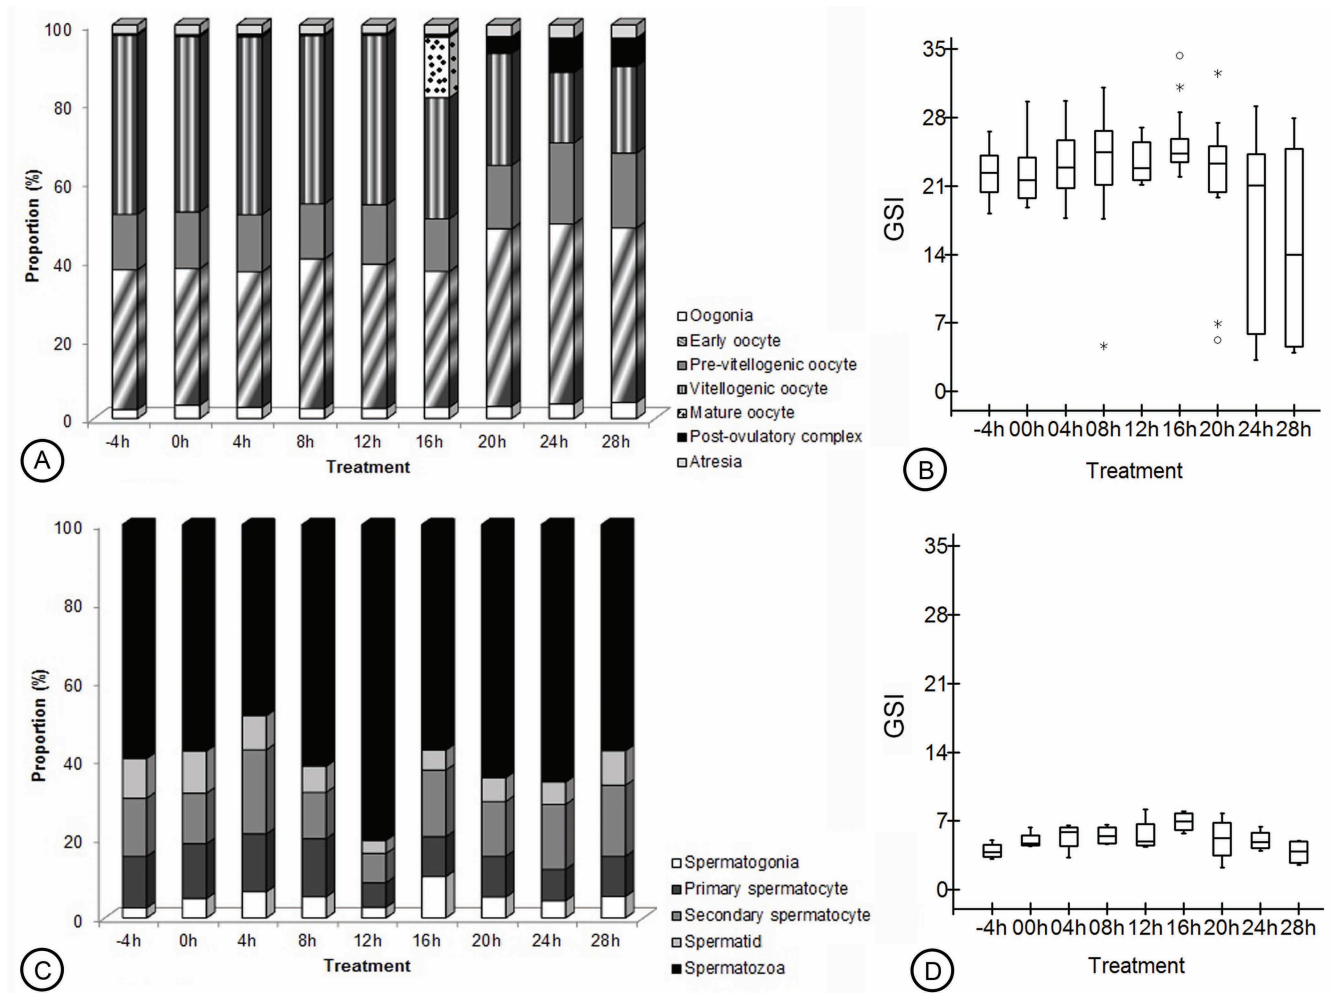 100
80
60
40
20
0
Proportion (%)
-4h 0h 4h 8h 12h 16h 20h 24h 28h
Treatment
Oogonia
Early oocyte
Pre-vitellogenic oocyte
Vitellogenic oocyte
Mature oocyte
Post-ovulatory complex
Atresia
A
35
28
21
14
7
0
GSI
-4h 00h 04h 08h 12h 16h 20h 24h 28h
Treatment
B
100
80
60
40
20
0
Proportion (%)
-4h 0h 4h 8h 12h 16h 20h 24h 28h
Treatment
Spermatogonia
Primary spermatocyte
Secondary spermatocyte
Spermatid
Spermatozoa
C
35
28
21
14
7
0
GSI
-4h 00h 04h 08h 12h 16h 20h 24h 28h
Treatment
D